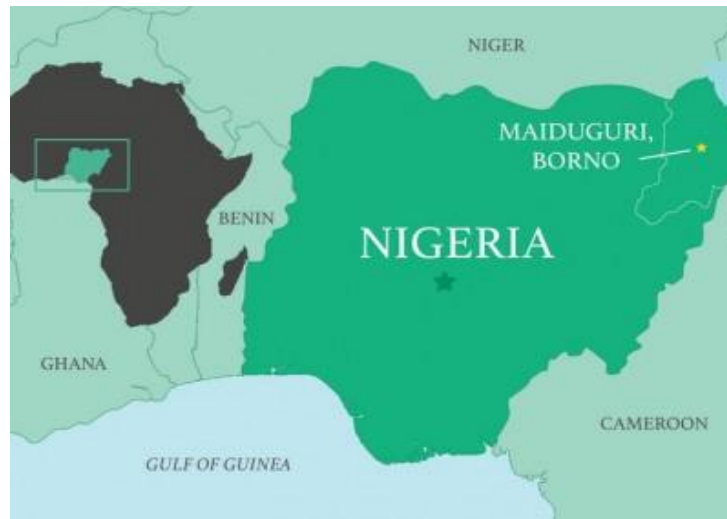 NIGER
MAIDUGURI,
BORNO
BENIN
NIGERIA
GHANA
CAMEROON
GULF OF GUINEA